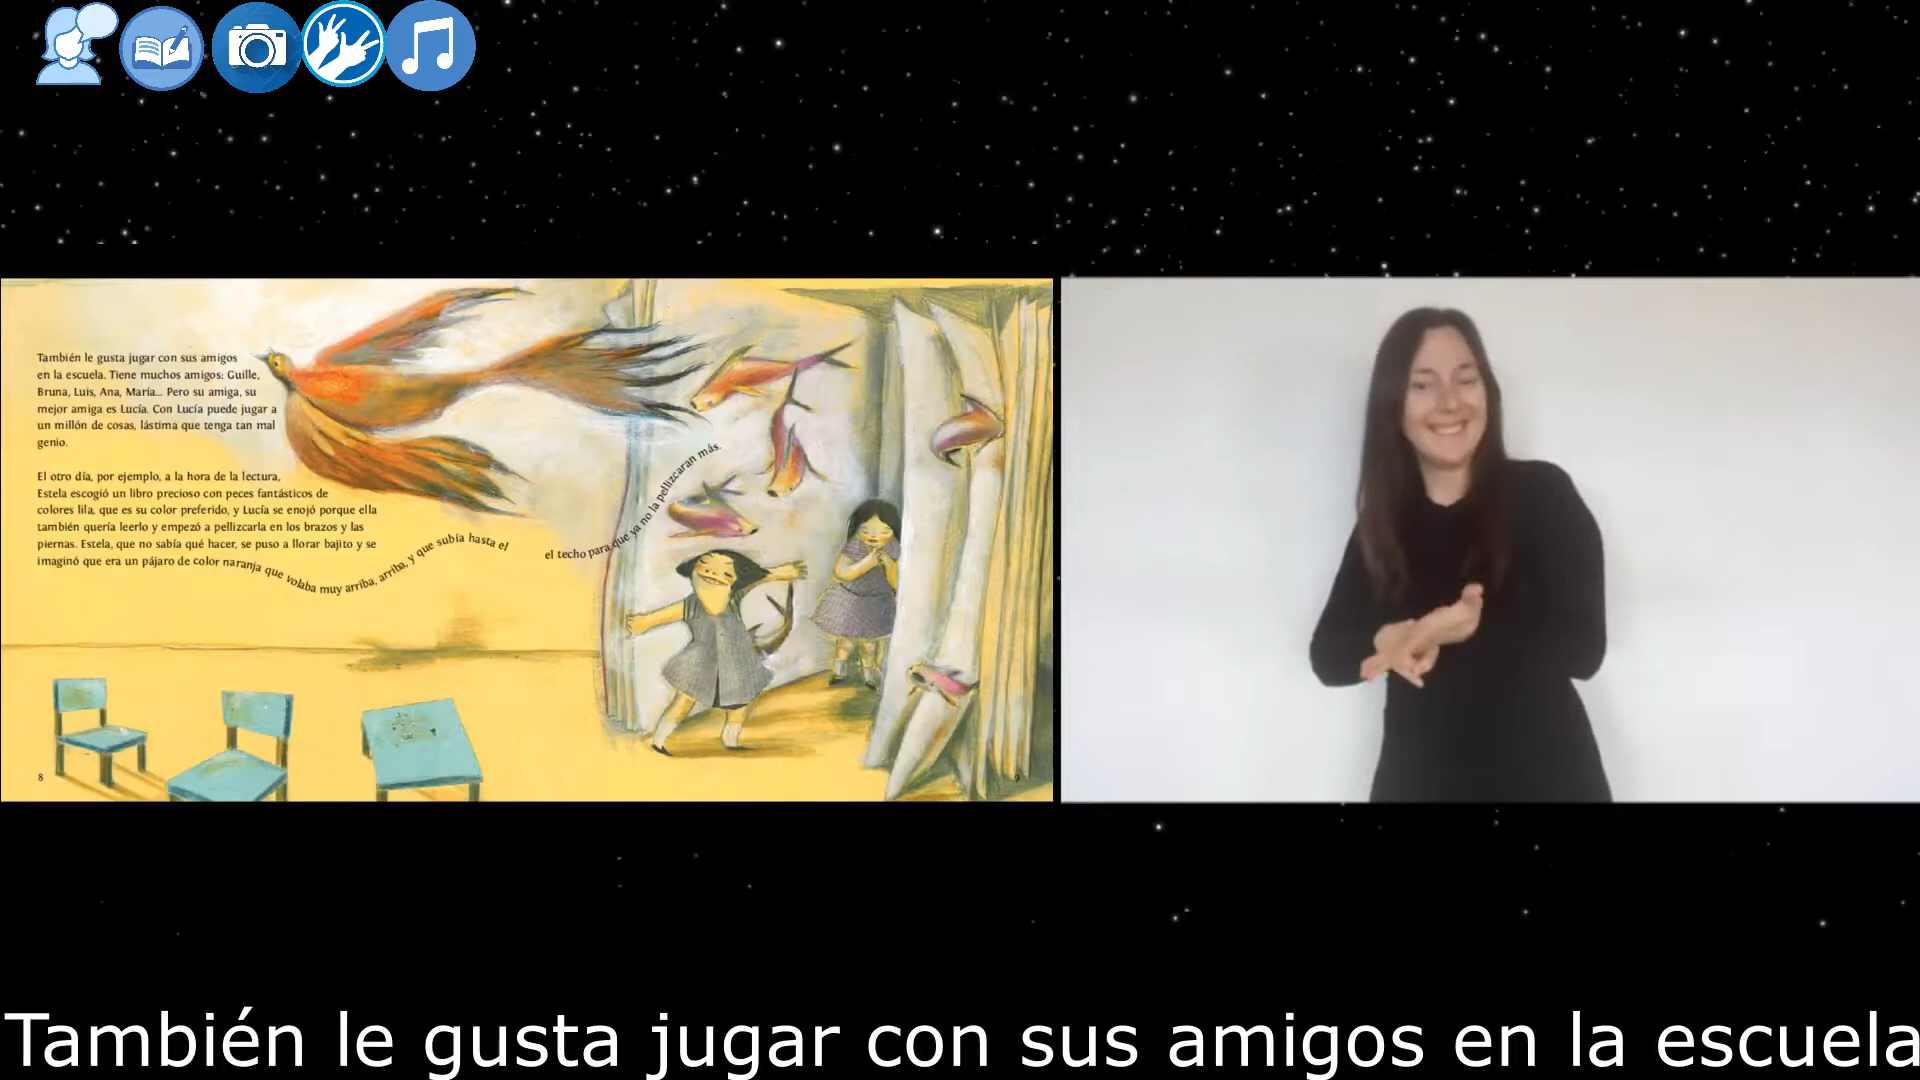 También le gusta jugar con sus amigos
en la escuela. Tiene muchos amigos: Guille,
Bruna, Luis, Ana, María... Pero su amiga, su
mejor amiga es Lucía. Con Lucía puede jugar a
un millón de cosas, lástima que tenga tan mal
genio.
El otro día, por ejemplo, a la hora de la lectura,
Estela escogió un libro precioso con peces fantásticos de
colores lila, que es su color preferido, y Lucía se enojó porque ella
también quería leerlo y empezó a pellizcarla en los brazos y las
piernas. Estela, que no sabía qué hacer, se puso a llorar bajito y se
imaginó que era un pájaro de color naranja que volaba muy arriba, arriba, arriba, y que subía hasta el
el techo para que ya no la pellizcaran más.
8
9
También le gusta jugar con sus amigos en la escuela